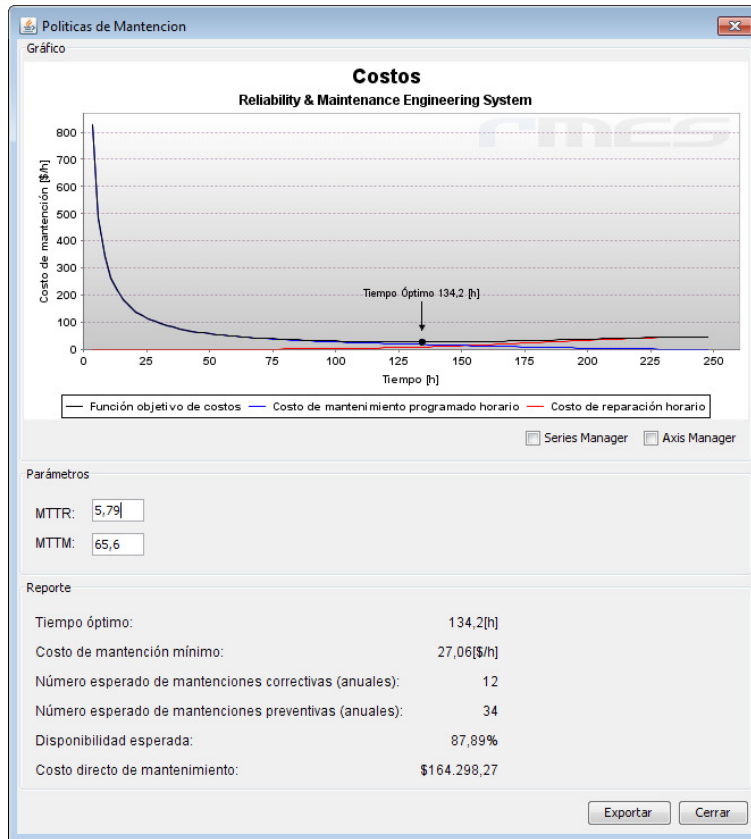 Politicas de Mantencion
Gráfico
Costos
Reliability & Maintenance Engineering System
rmes
Costo de mantención [$/h]
800
700
600
500
400
300
200
100
0
Tiempo Óptimo 134,2 [h]
0 25 50 75 100 125 150 175 200 225 250
Tiempo [h]
Función objetivo de costos Costo de mantenimiento programado horario Costo de reparación horario
Series Manager Axis Manager
Parámetros
MTTR: 5,79
MTTM: 65,6
Reporte
Tiempo óptimo: 134,2[h]
Costo de mantención mínimo: 27,06[$/h]
Número esperado de mantenciones correctivas (anuales): 12
Número esperado de mantenciones preventivas (anuales): 34
Disponibilidad esperada: 87,89%
Costo directo de mantenimiento: $164.298,27
Exportar Cerrar